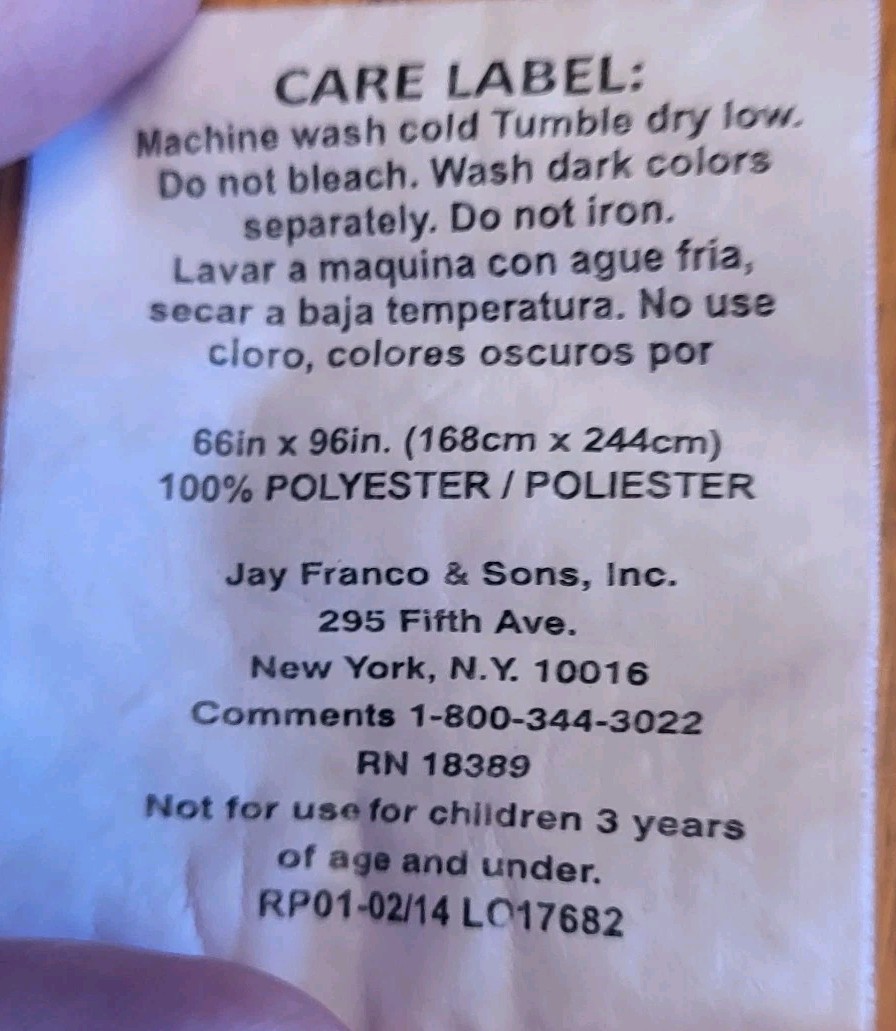 CARE LABEL:
Machine wash cold Tumble dry low.
Do not bleach. Wash dark colors
separately. Do not iron.
Lavar a maquina con ague fria,
secar a baja temperatura. No use
cloro, colores oscuros por
66in x 96in. (168cm x 244cm)
100% POLYESTER / POLIESTER
Jay Franco & Sons, Inc.
295 Fifth Ave.
New York, N.Y. 10016
Comments 1-800-344-3022
RN 18389
Not for use for children 3 years
of age and under.
RP01-02/14 LO17682